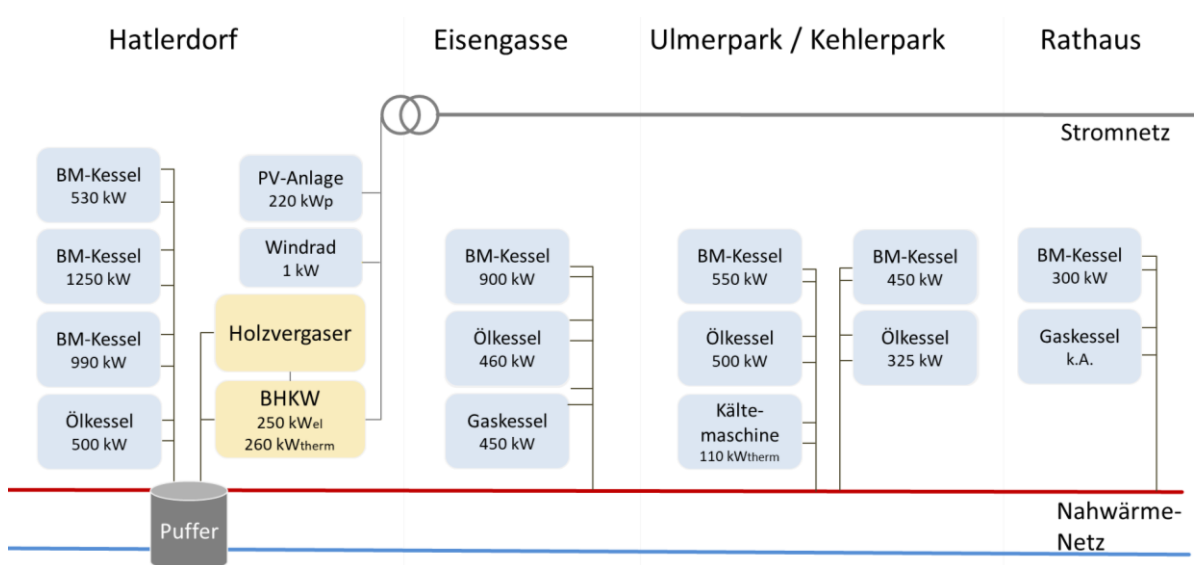 Hatlerdorf
Eisengasse
Ulmerpark / Kehlerpark
Rathaus
Stromnetz
BM-Kessel
530 kW
BM-Kessel
1250 kW
BM-Kessel
990 kW
Ölkessel
500 kW
PV-Anlage
220 kWp
Windrad
1 kW
Holzvergaser
BHKW
250 kWel
260 kWtherm
Puffer
BM-Kessel
900 kW
Ölkessel
460 kW
Gaskessel
450 kW
BM-Kessel
550 kW
Ölkessel
500 kW
Kälte-
maschine
110 kWtherm
BM-Kessel
450 kW
Ölkessel
325 kW
BM-Kessel
300 kW
Gaskessel
k.A.
Nahwärme-
Netz